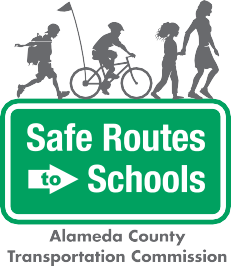 Safe Routes
to Schools
Alameda County
Transportation Commission